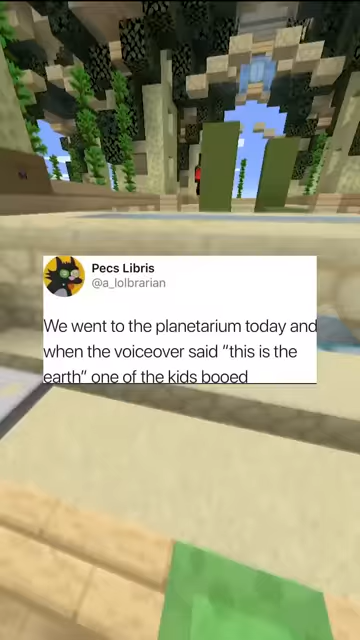 Pecs Libris
@a_lolbrarian
We went to the planetarium today and
when the voiceover said “this is the
earth” one of the kids booed